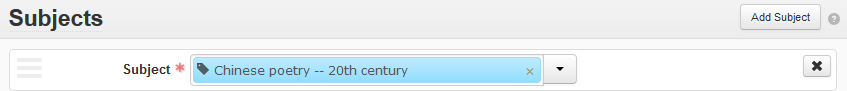 Subjects
Add Subject
?
Subject * Chinese poetry -- 20th century ×